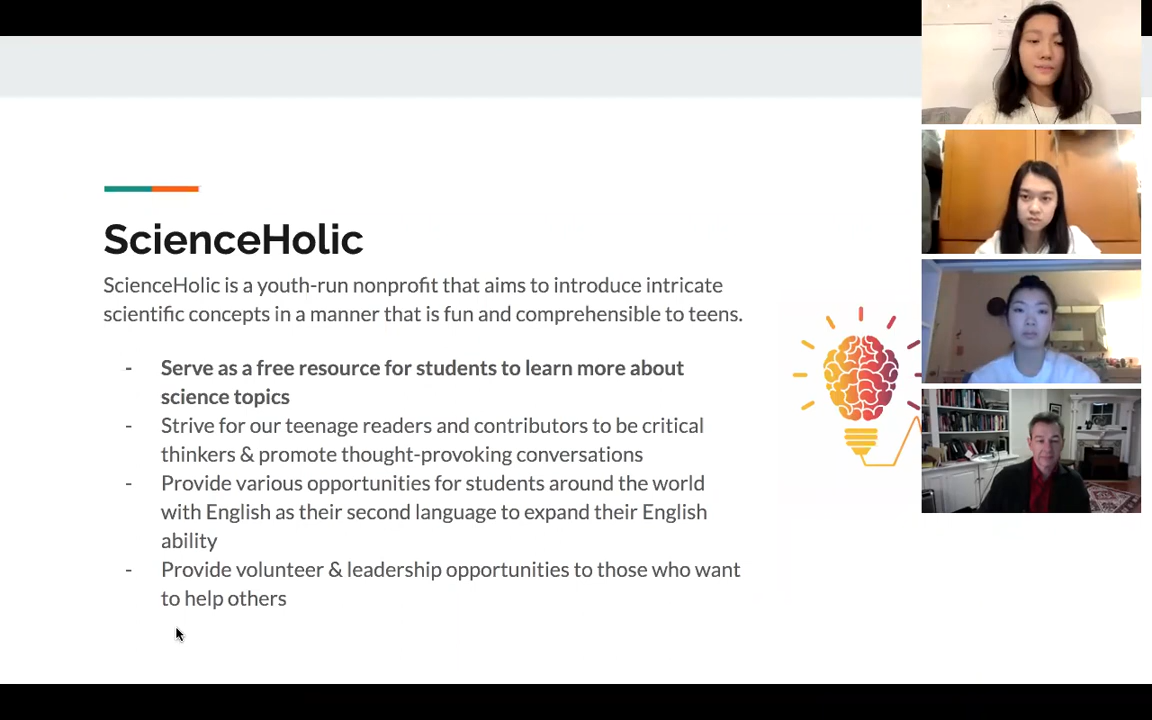 ScienceHolic
ScienceHolic is a youth-run nonprofit that aims to introduce intricate
scientific concepts in a manner that is fun and comprehensible to teens.
- Serve as a free resource for students to learn more about
science topics
- Strive for our teenage readers and contributors to be critical
thinkers & promote thought-provoking conversations
- Provide various opportunities for students around the world
with English as their second language to expand their English
ability
- Provide volunteer & leadership opportunities to those who want
to help others